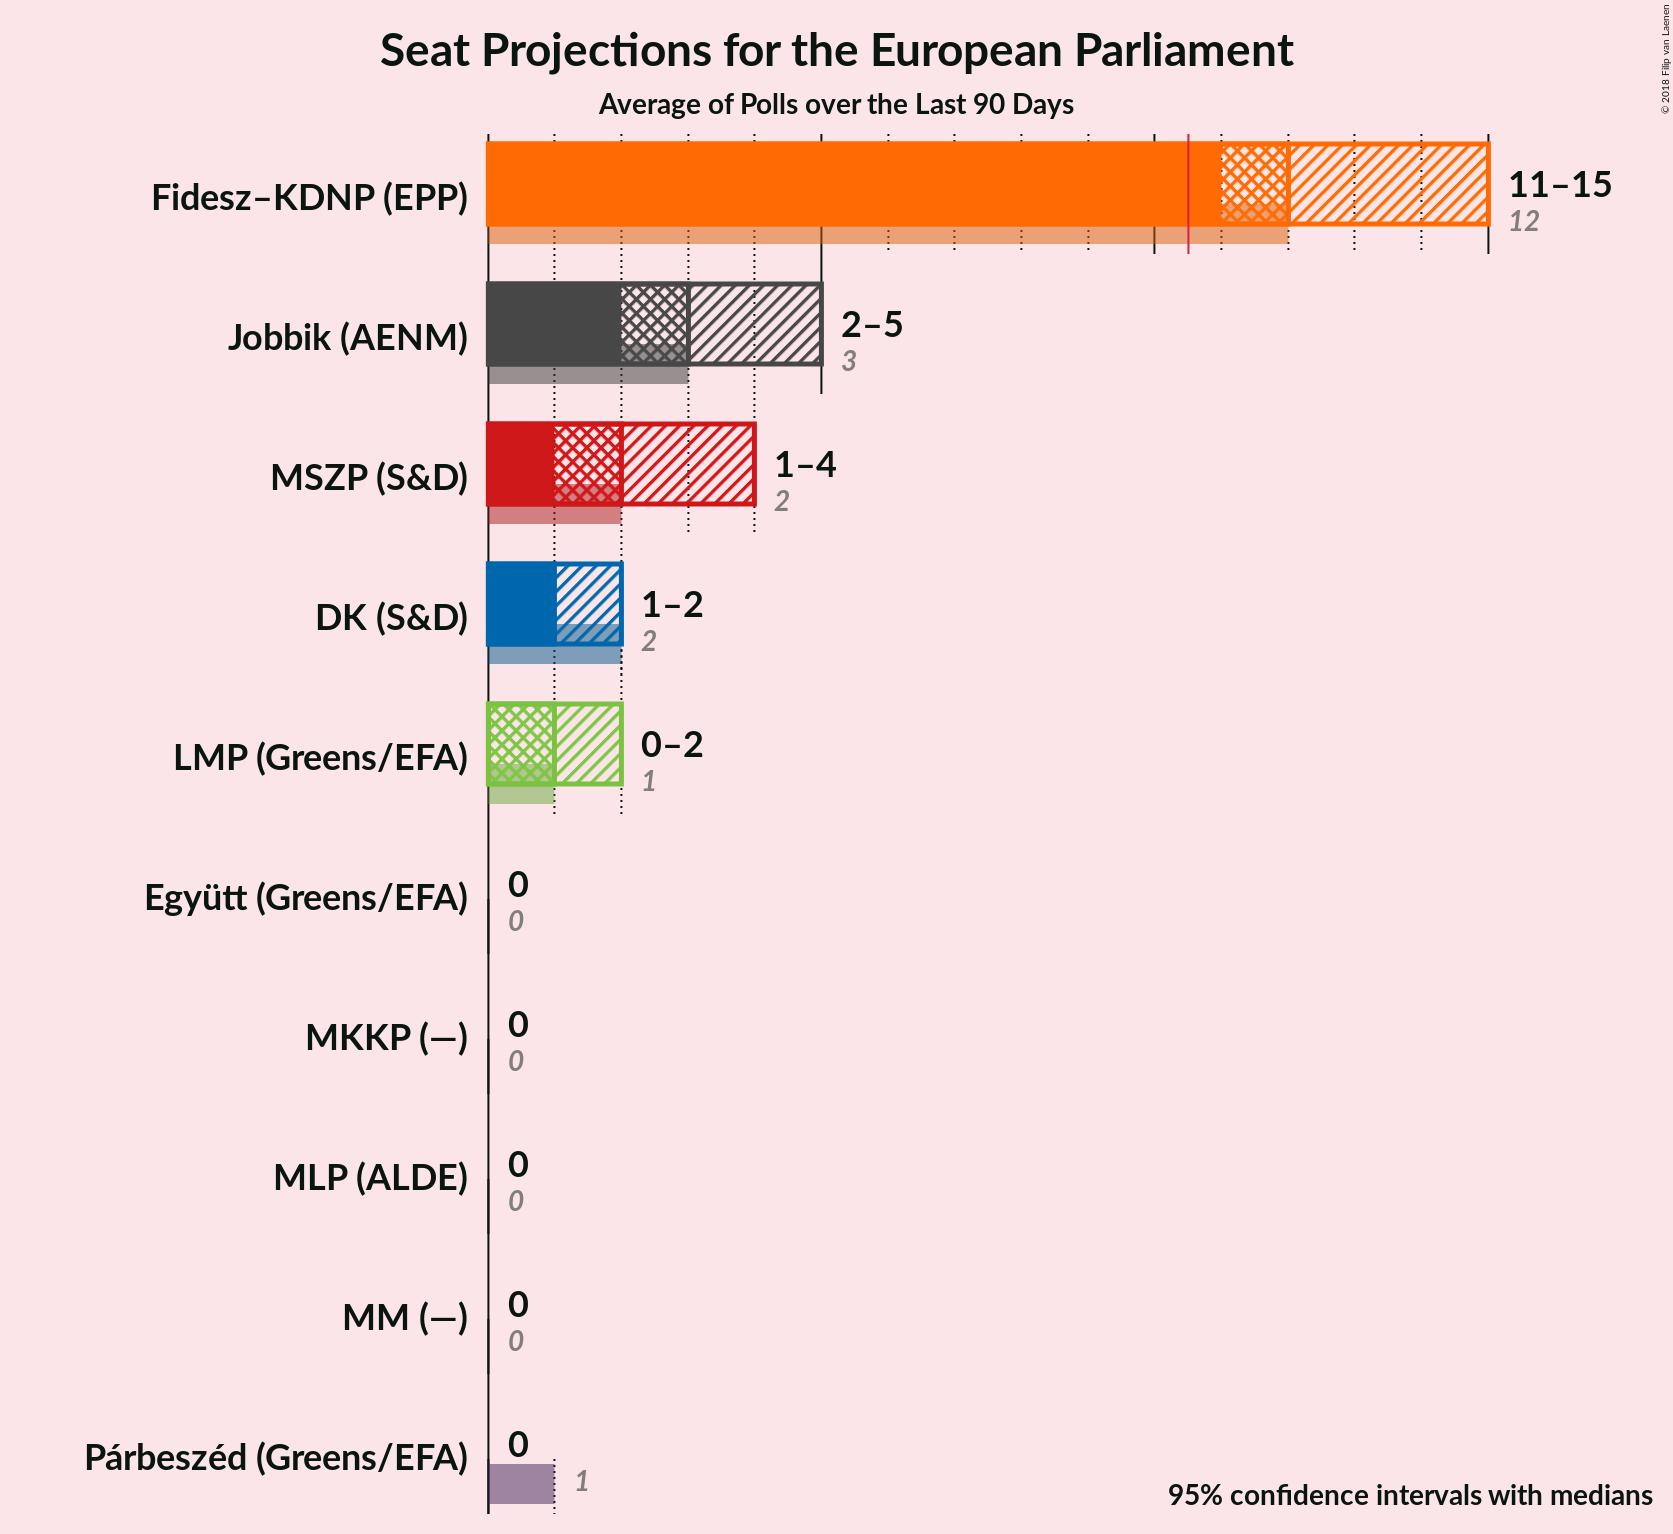 Seat Projections for the European Parliament
Average of Polls over the Last 90 Days
© 2018 Filip van Laenen
Fidesz–KDNP (EPP)
11–15
12
Jobbik (AENM)
2–5
3
MSZP (S&D)
1–4
2
DK (S&D)
1–2
2
LMP (Greens/EFA)
0–2
1
Együtt (Greens/EFA)
0
0
MKKP (—)
0
0
MLP (ALDE)
0
0
MM (—)
0
0
Párbeszéd (Greens/EFA)
0
1
95% confidence intervals with medians